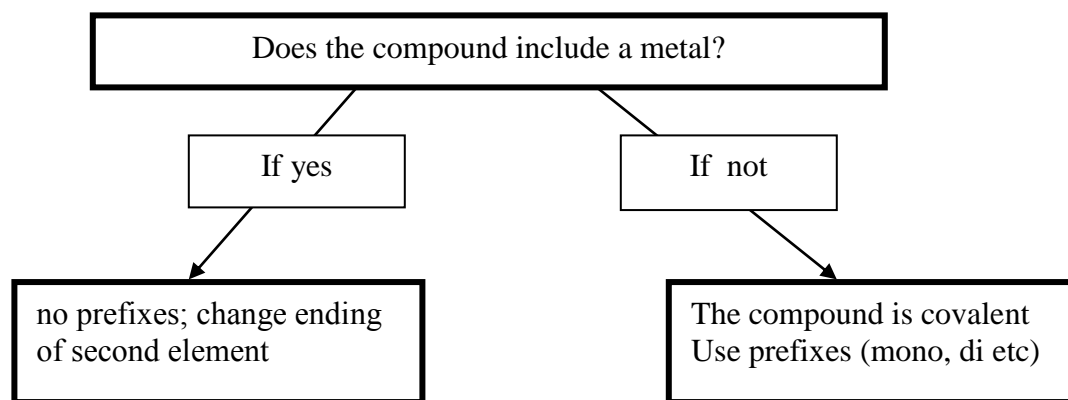 Does the compound include a metal?
If yes
If not
no prefixes; change ending
of second element
The compound is covalent
Use prefixes (mono, di etc)